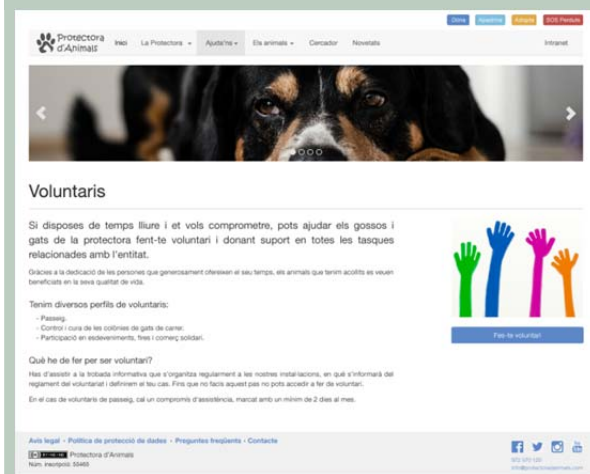 Dona Apadrina Adopta SOS Perduts
Protectora
d'Animals
Inici La Protectora Ajuda'ns Els animals Cercador Novetats Intranet
Voluntaris
Si disposes de temps lliure i et vols comprometre, pots ajudar els gossos i
gats de la protectora fent-te voluntari i donant suport en totes les tasques
relacionades amb l'entitat.
Gràcies a la dedicació de les persones que generosament ofereixen el seu temps, els animals que tenim acollits es veuen
beneficiats en la seva qualitat de vida.
Tenim diversos perfils de voluntaris:
- Passeig.
- Control i cura de les colònies de gats de carrer.
- Participació en esdeveniments, fires i comerç solidari.
Fes-te voluntari
Què he de fer per ser voluntari?
Has d'assistir a la trobada informativa que s'organitza regularment a les nostres instal·lacions, en què s'informarà del
reglament del voluntariat i definirem el teu cas. Fins que no facis aquest pas no pots accedir a fer de voluntari.
En el cas de voluntaris de passeig, cal un compromís d'assistència, marcat amb un mínim de 2 dies al mes.
Avís legal - Política de protecció de dades - Preguntes freqüents - Contacte
Protectora d'Animals
Núm. inscripció: 55465